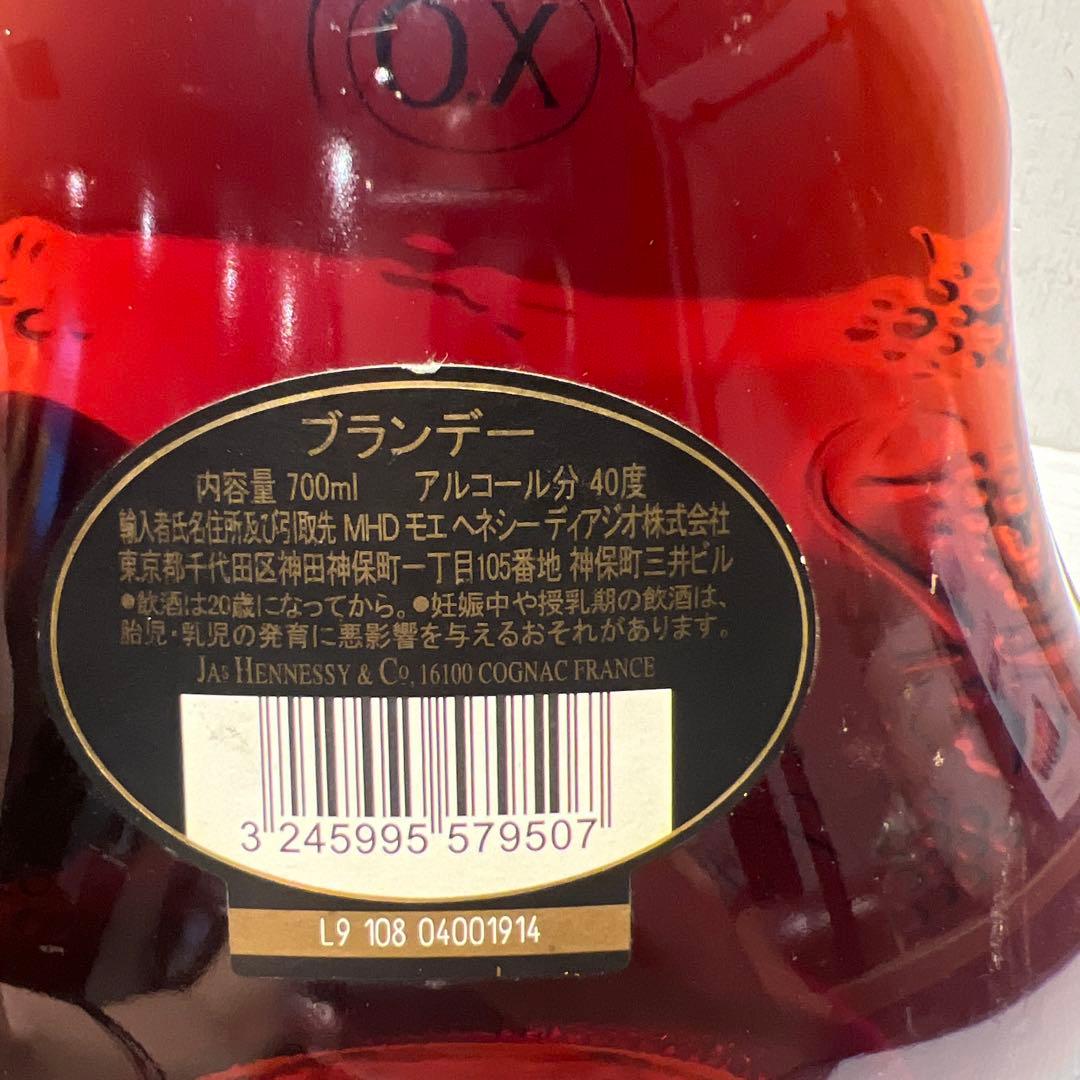 XO
ブランデー
内容量 700ml アルコール分 40度
輸入者氏名住所及び引取先 MHD モエ ヘネシー ディアジオ株式会社
東京都千代田区神田神保町一丁目105番地 神保町三井ビル
●飲酒は20歳になってから。●妊娠中や授乳期の飲酒は、
胎児・乳児の発育に悪影響を与えるおそれがあります。
JAS HENNESSY & CO, 16100 COGNAC FRANCE
3 245995 579507
L9 108 04001914